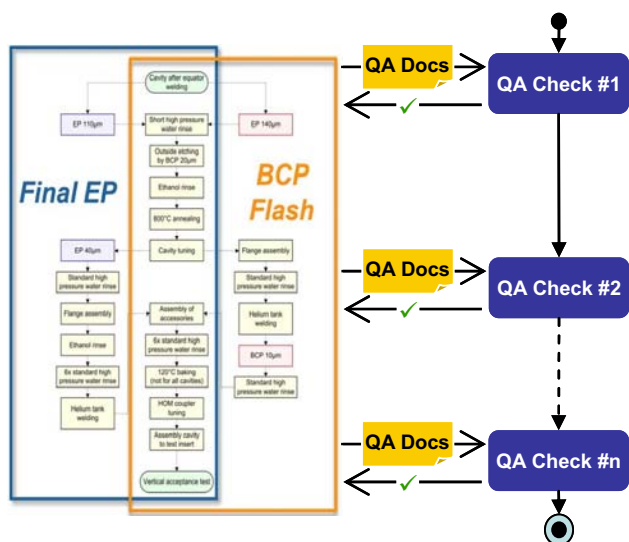 Cavity after equator
welding
EP 110µm
Short high pressure
water rinse
EP 140µm
Outside etching
by BCP 20µm
Ethanol rinse
800°C annealing
Final EP
BCP
Flash
EP 40µm
Cavity tuning
Flange assembly
Standard high
pressure water rinse
Flange assembly
Ethanol rinse
6x standard high
pressure water rinse
Helium tank
welding
Assembly of
accessories
6x standard high
pressure water rinse
120°C baking
(not for all cavities)
HOM coupler
tuning
Assembly cavity
to test insert
Vertical acceptance test
Standard high
pressure water rinse
Helium tank
welding
BCP 10µm
Standard high
pressure water rinse
QA Docs
✓
QA Check #1
QA Docs
✓
QA Check #2
QA Docs
✓
QA Check #n